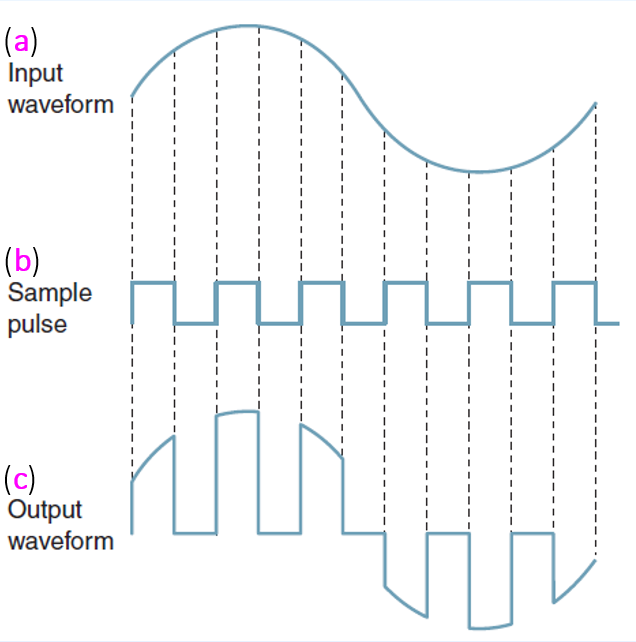 (a)
Input
waveform
(b)
Sample
pulse
(c)
Output
waveform